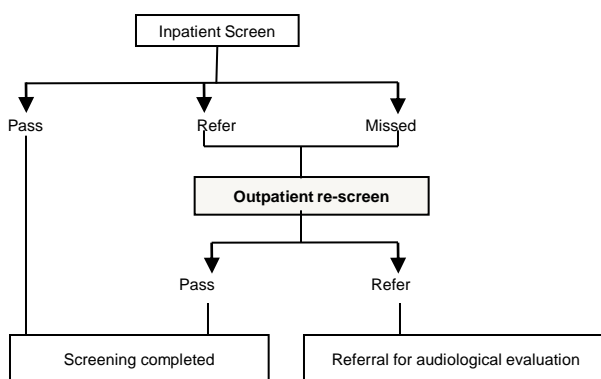 Inpatient Screen
Pass Refer Missed
Outpatient re-screen
Pass Refer
Screening completed Referral for audiological evaluation